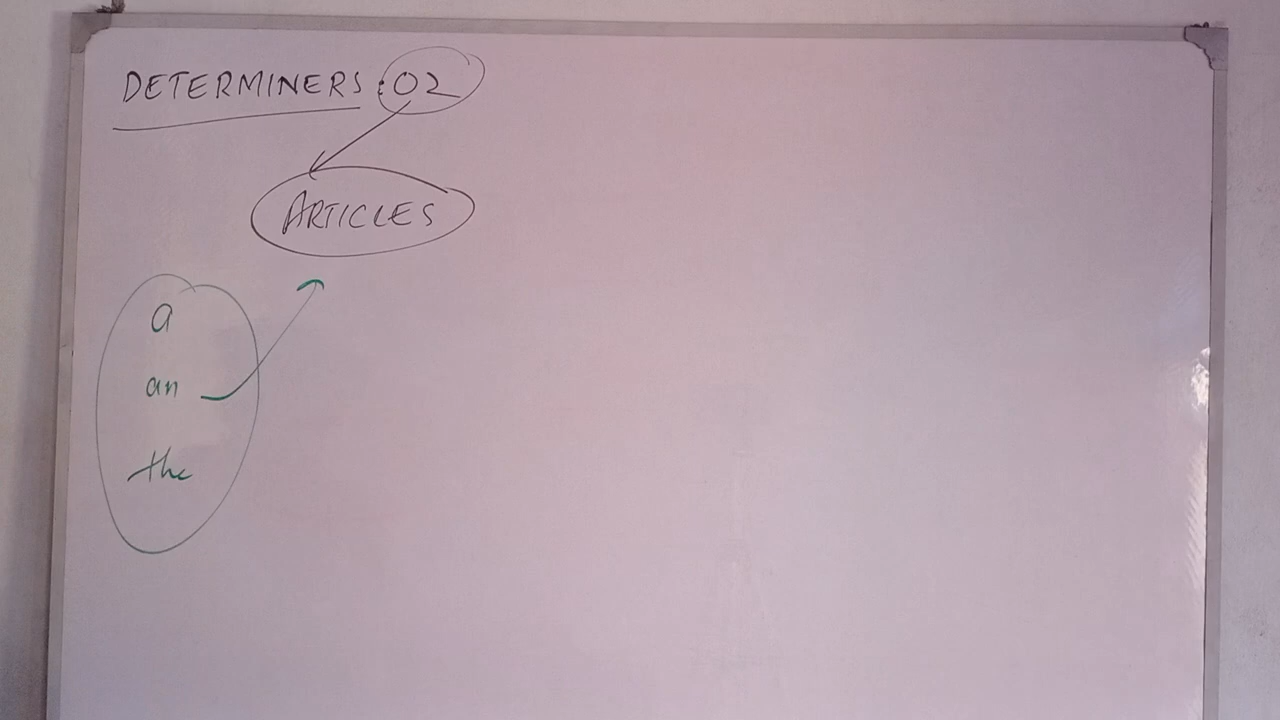 DETERMINERS : 02
ARTICLES
a
an
the